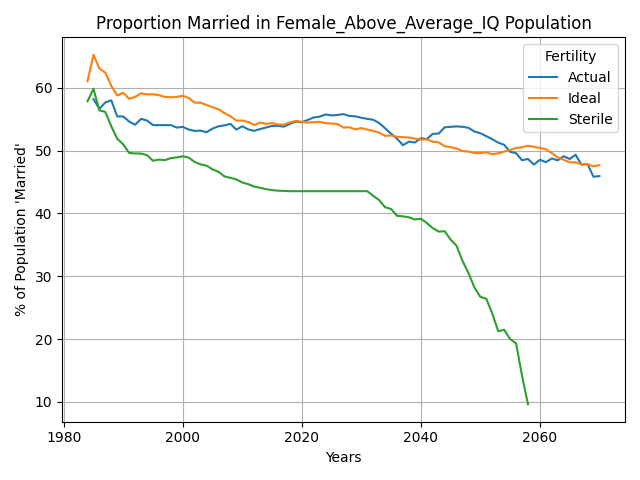 Proportion Married in Female_Above_Average_IQ Population
% of Population 'Married'
60
50
40
30
20
10
Fertility
Actual
Ideal
Sterile
1980
2000
2020
2040
2060
Years